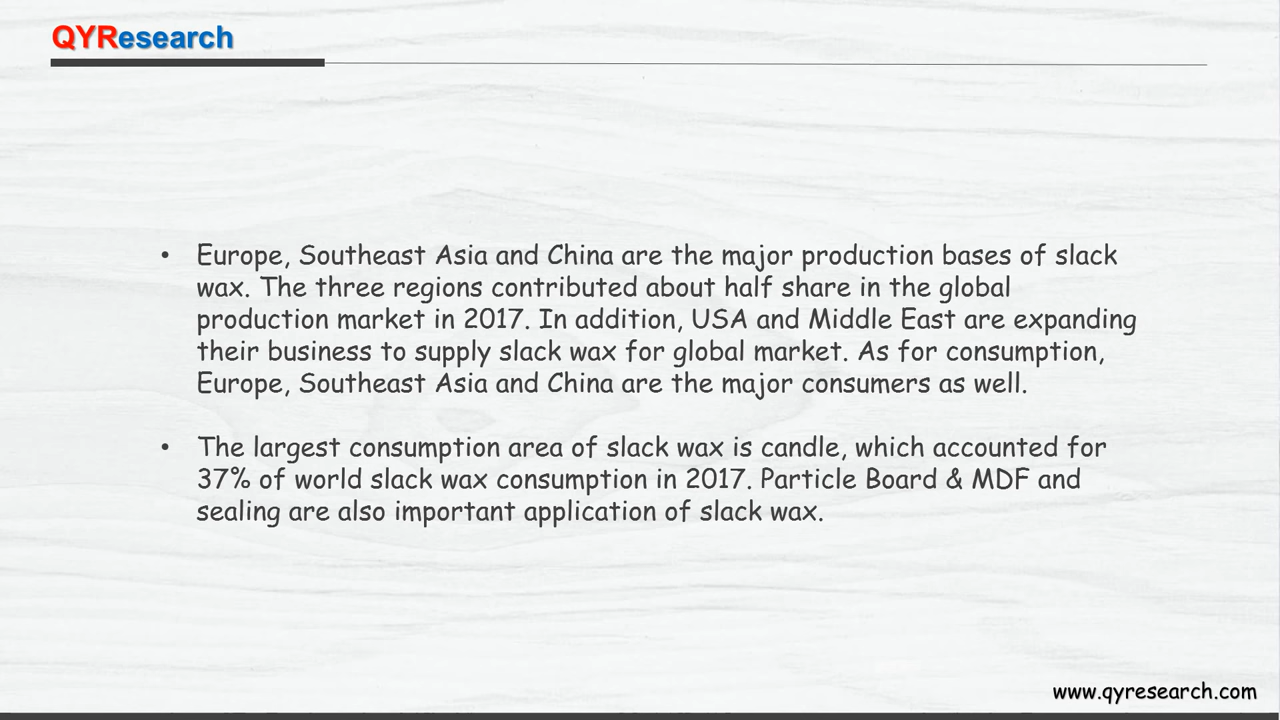 QYResearch
• Europe, Southeast Asia and China are the major production bases of slack
wax. The three regions contributed about half share in the global
production market in 2017. In addition, USA and Middle East are expanding
their business to supply slack wax for global market. As for consumption,
Europe, Southeast Asia and China are the major consumers as well.
• The largest consumption area of slack wax is candle, which accounted for
37% of world slack wax consumption in 2017. Particle Board & MDF and
sealing are also important application of slack wax.
www.qyresearch.com